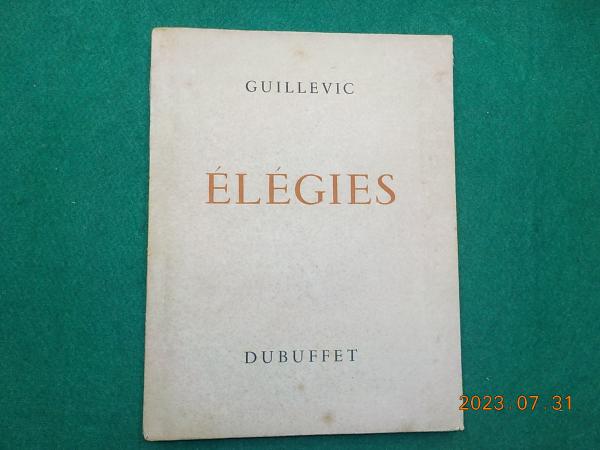 GUILLEVIC
ÉLÉGIES
DUBUFFET
2023.07.31